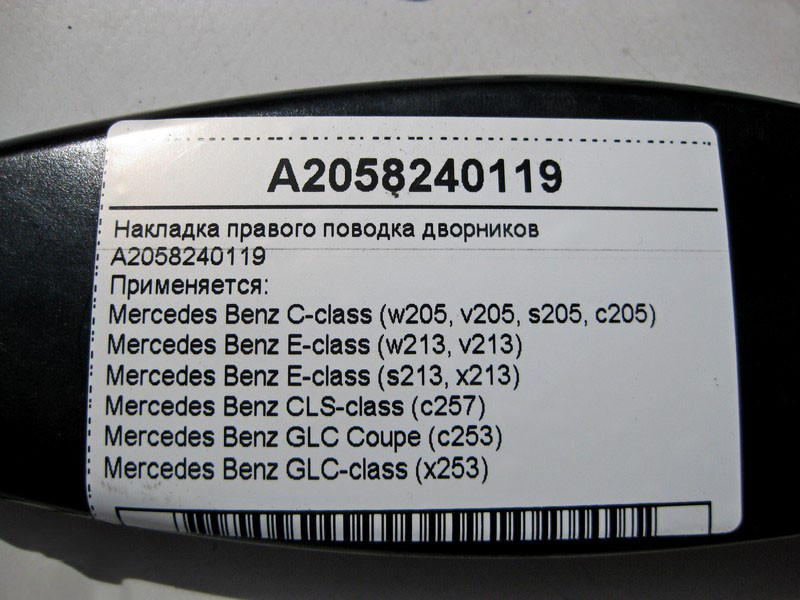 A2058240119
Накладка правого поводка дворников
A2058240119
Применяется:
Mercedes Benz C-class (w205, v205, s205, c205)
Mercedes Benz E-class (w213, v213)
Mercedes Benz E-class (s213, x213)
Mercedes Benz CLS-class (c257)
Mercedes Benz GLC Coupe (c253)
Mercedes Benz GLC-class (x253)